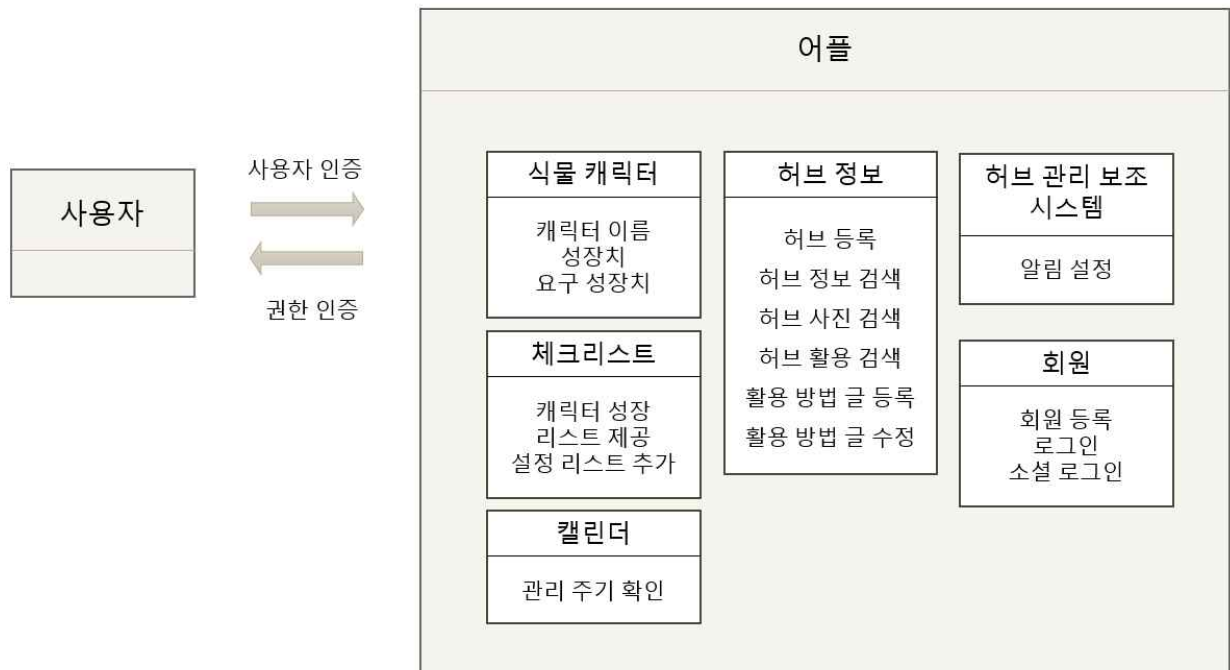 어플
사용자
사용자 인증
권한 인증
식물 캐릭터
캐릭터 이름
성장치
요구 성장치
체크리스트
캐릭터 성장
리스트 제공
설정 리스트 추가
캘린더
관리 주기 확인
허브 정보
허브 등록
허브 정보 검색
허브 사진 검색
허브 활용 검색
활용 방법 글 등록
활용 방법 글 수정
허브 관리 보조
시스템
알림 설정
회원
회원 등록
로그인
소셜 로그인